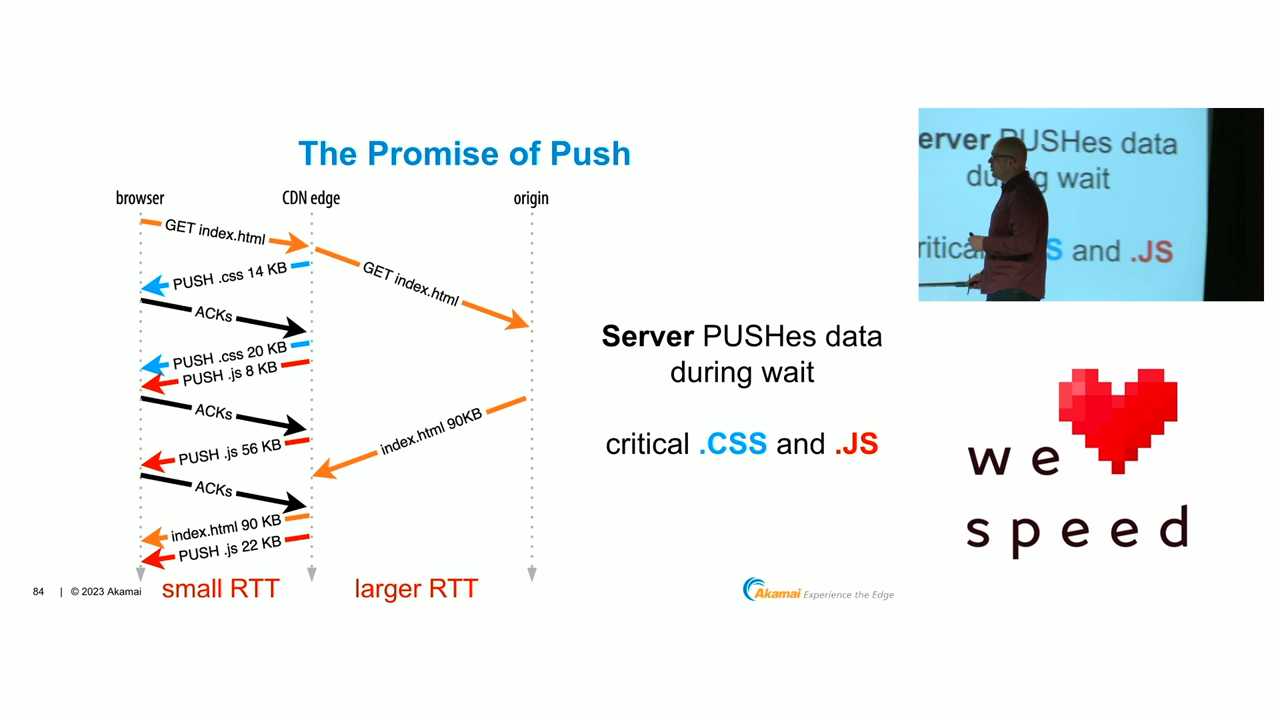 The Promise of Push
browser
CDN edge
origin
GET index.html
GET index.html
PUSH .css 14 KB
ACKs
PUSH .css 20 KB
PUSH .js 8 KB
ACKs
index.html 90KB
PUSH .js 56 KB
ACKs
index.html 90 KB
PUSH .js 22 KB
small RTT
larger RTT
Server PUSHes data
during wait
critical .CSS and .JS
84 | © 2023 Akamai
Akamai Experience the Edge
erver PUSHes data
during wait
ritical S and .JS
we
speed